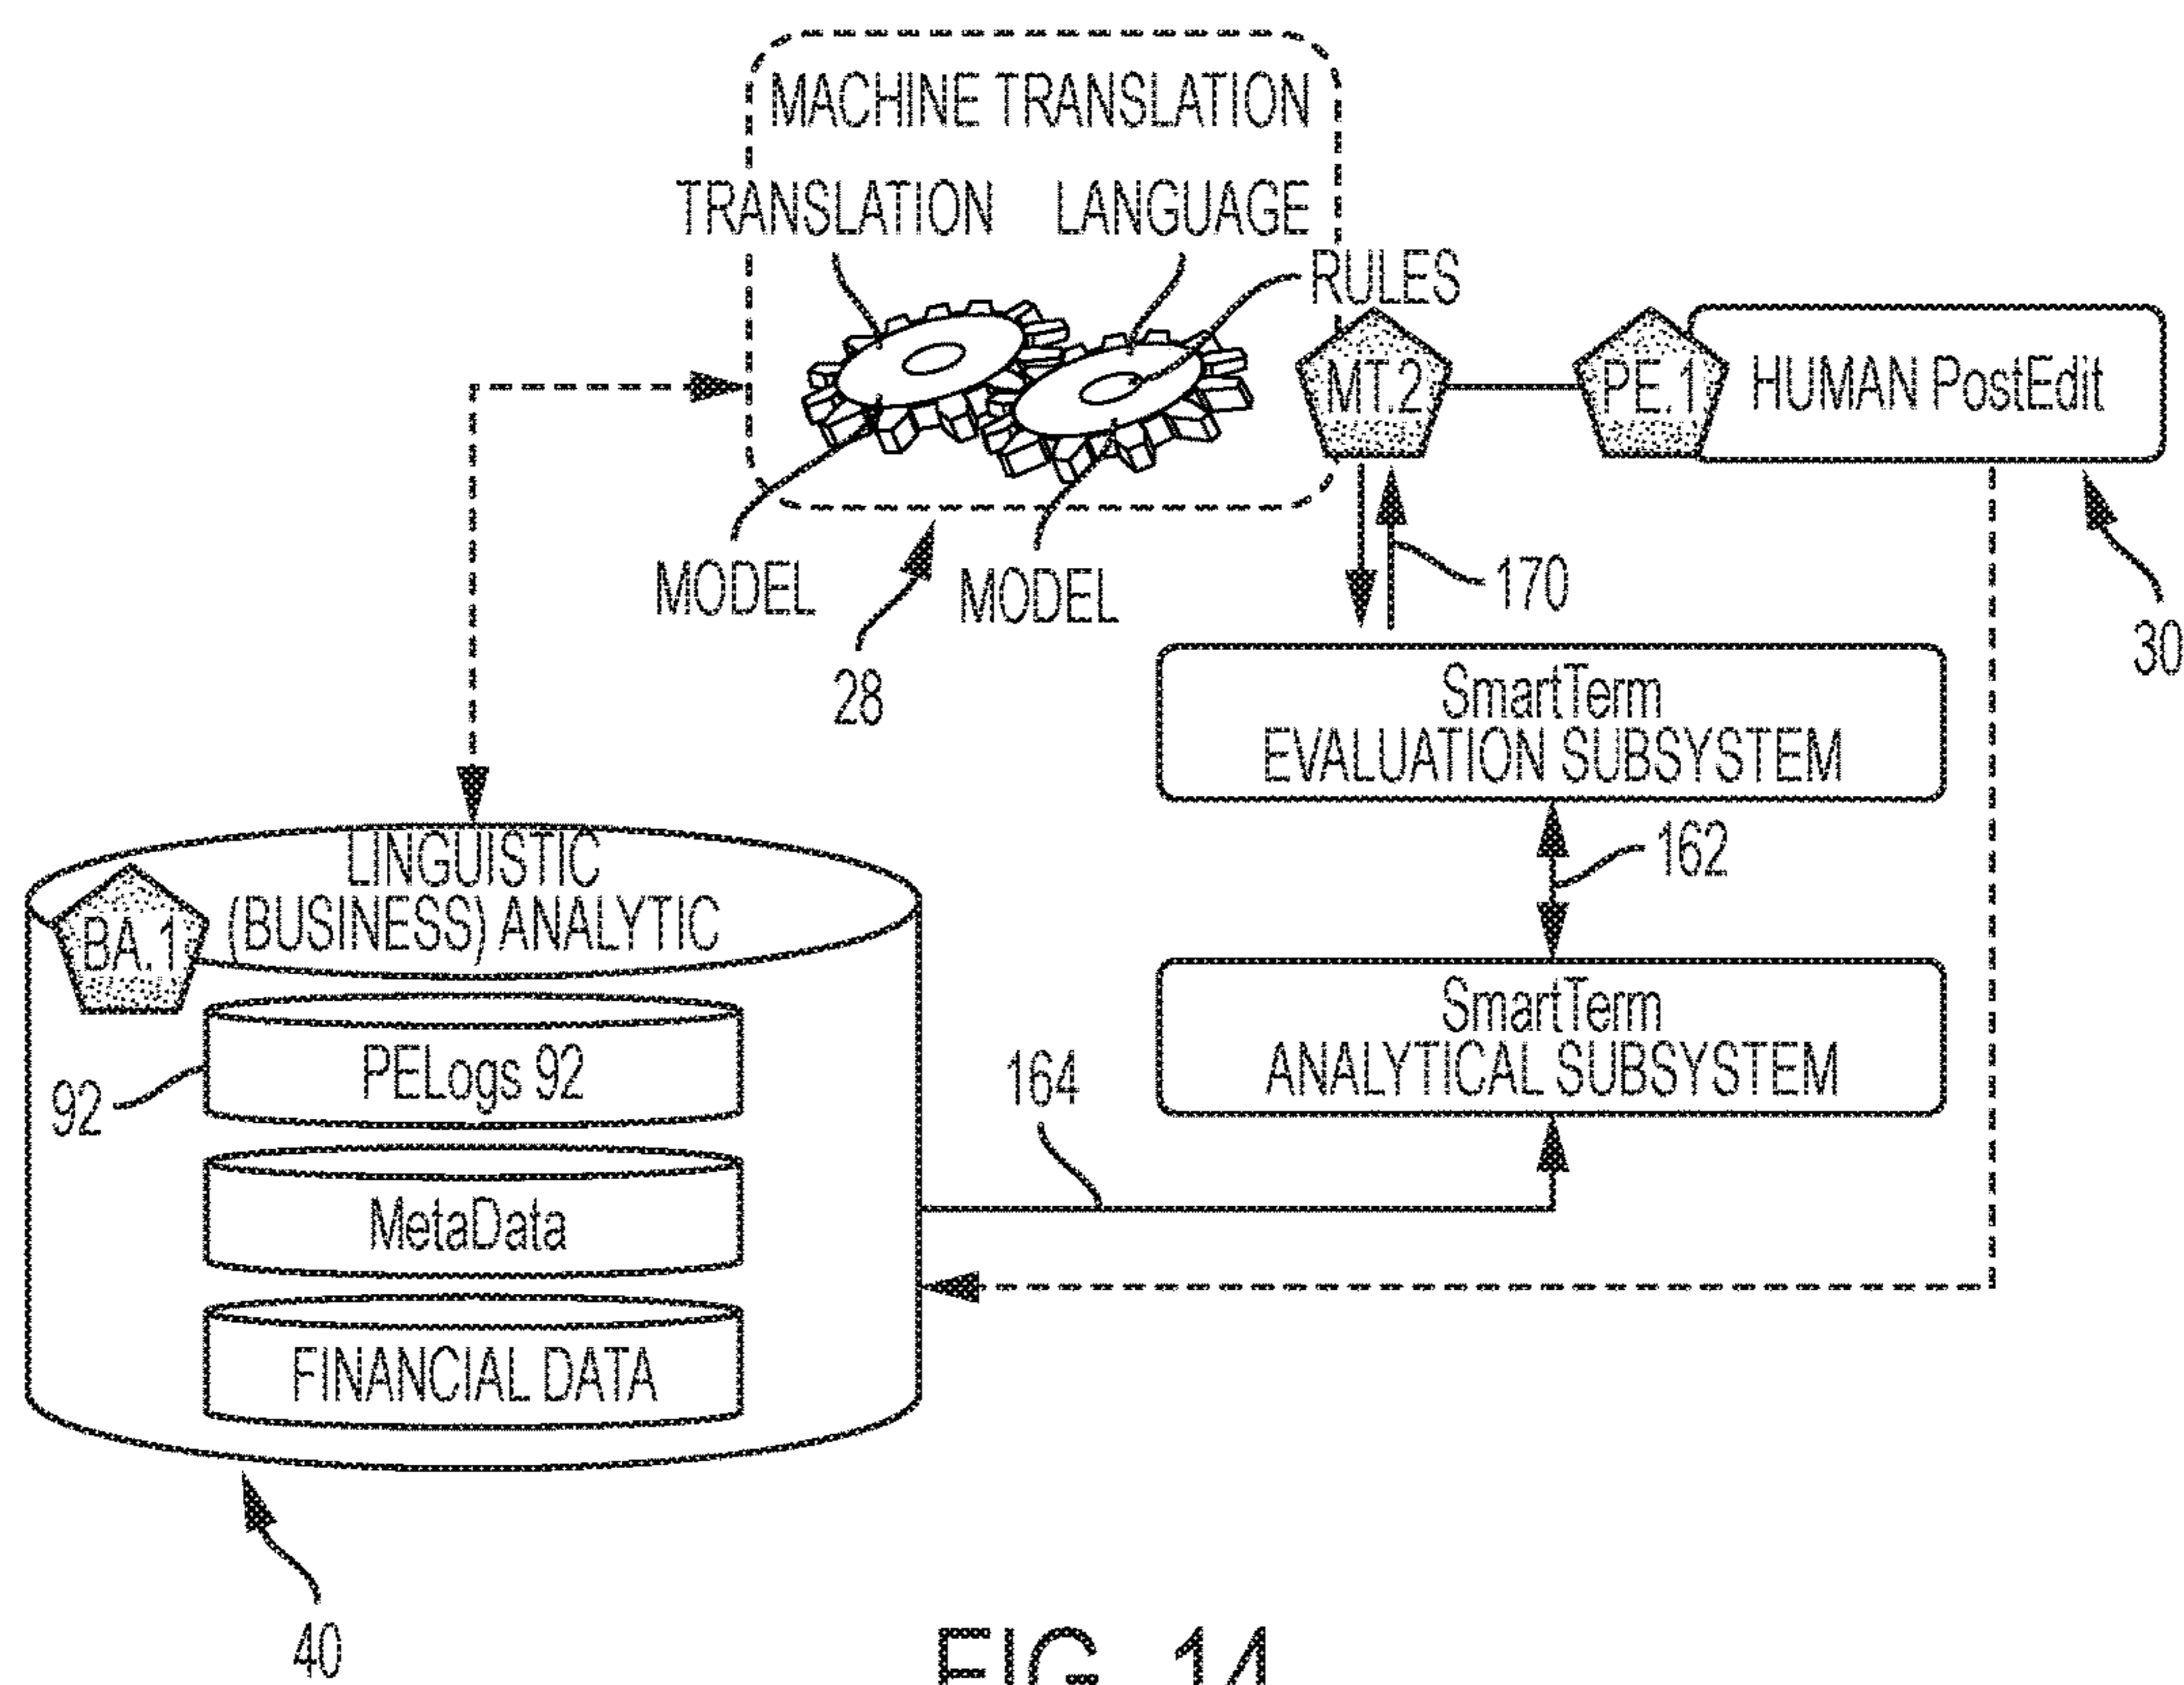 MACHINE TRANSLATION
TRANSLATION LANGUAGE
RULES
MT.2
PE.1
HUMAN PostEdit
MODEL
MODEL
28
170
30
SmartTerm
EVALUATION SUBSYSTEM
162
LINGUISTIC
(BUSINESS) ANALYTIC
BA.1
SmartTerm
ANALYTICAL SUBSYSTEM
PELogs 92
92
164
MetaData
FINANCIAL DATA
40
FIG. 14